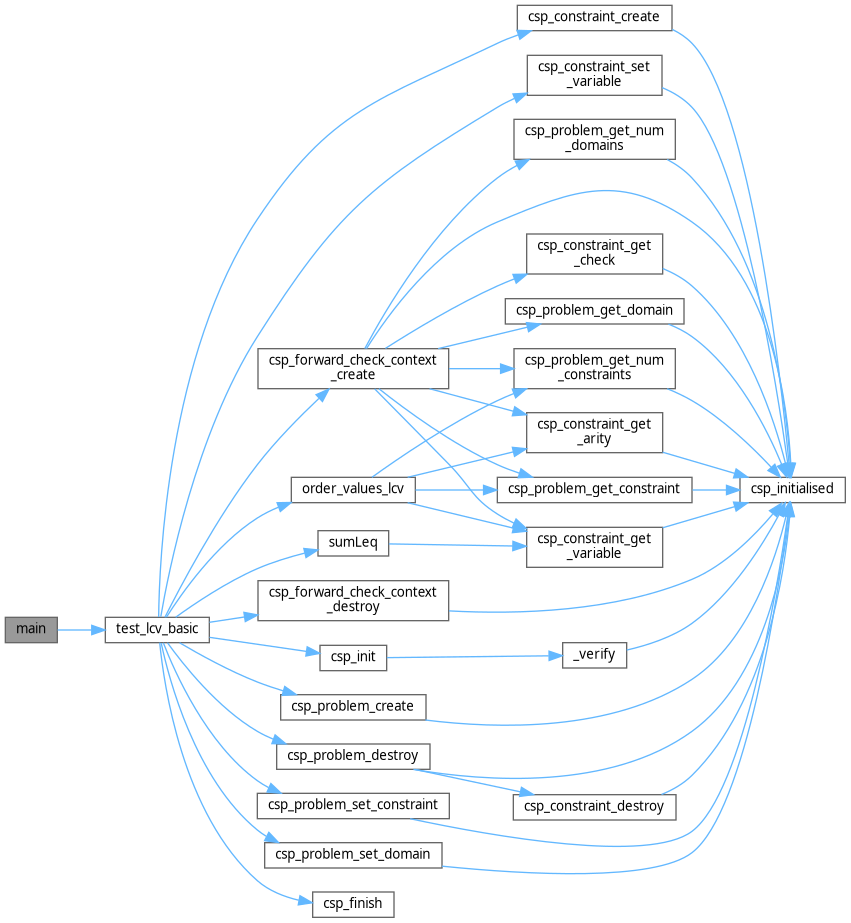 csp_constraint_create
csp_constraint_set
_variable
csp_problem_get_num
_domains
csp_constraint_get
_check
csp_problem_get_domain
csp_forward_check_context
_create
csp_problem_get_num
_constraints
csp_constraint_get
_arity
order_values_lcv
csp_problem_get_constraint
csp_initialised
sumLeq
csp_constraint_get
_variable
csp_forward_check_context
_destroy
main
test_lcv_basic
csp_init
_verify
csp_problem_create
csp_problem_destroy
csp_problem_set_constraint
csp_constraint_destroy
csp_problem_set_domain
csp_finish